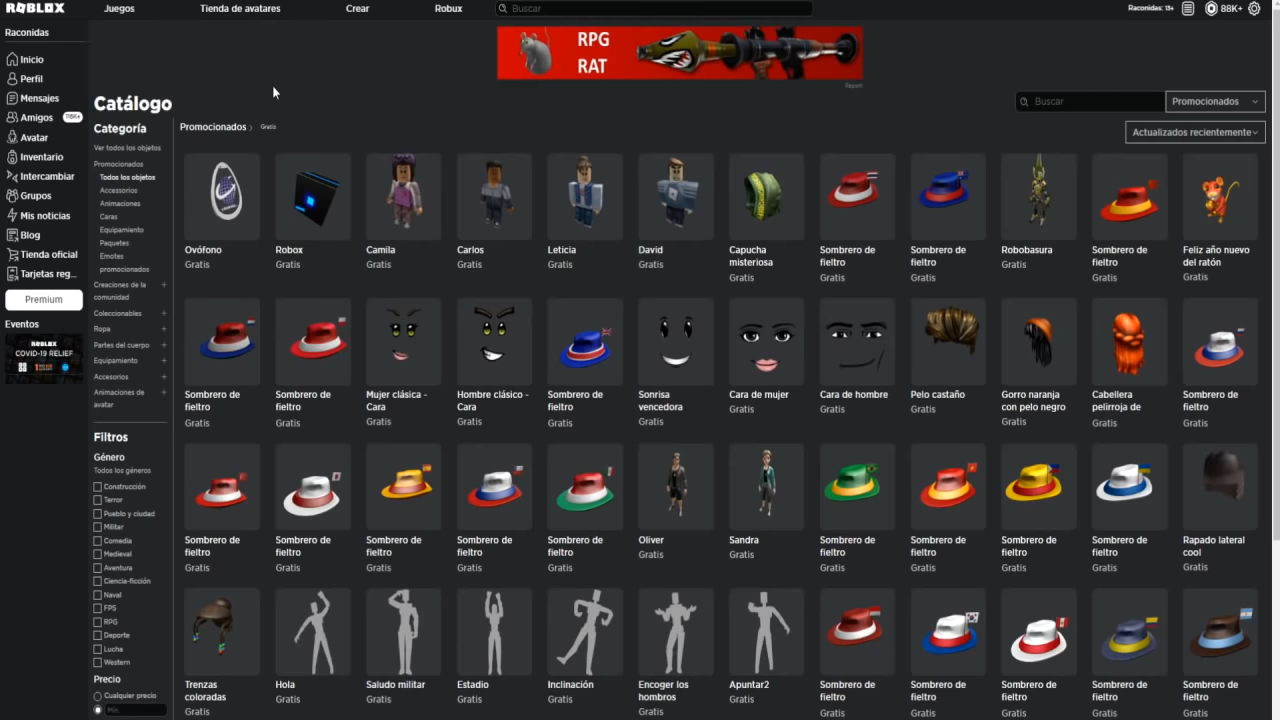 ROBLOX
Juegos
Tienda de avatares
Crear
Robux
Buscar
Raconidas: 13+
88K+
Raconidas
Inicio
Perfil
Mensajes
Amigos
Avatar
Inventario
Intercambiar
Grupos
Mis noticias
Blog
Tienda oficial
Tarjetas reg...
Premium
Eventos
ROBLOX
COVID-19 RELIEF
RPG
RAT
Report
Catálogo
Buscar
Promocionados
Actualizados recientemente
Categoría
Ver todos los objetos
Promocionados
Todos los objetos
Accessorios
Animaciones
Caras
Equipamiento
Paquetes
Emotes
promocionados
Creaciones de la
comunidad
Coleccionables
Ropa
Partes del cuerpo
Equipamiento
Accesorios
Animaciones de
avatar
Filtros
Género
Todos los géneros
Construcción
Terror
Pueblo y ciudad
Militar
Comedia
Medieval
Aventura
Ciencia-ficción
Naval
FPS
RPG
Deporte
Lucha
Western
Precio
Cualquier precio
Mín.
Promocionados
Gratis
Ovófono
Gratis
Robox
Gratis
Camila
Gratis
Carlos
Gratis
Leticia
Gratis
David
Gratis
Capucha
misteriosa
Gratis
Sombrero de
fieltro
Gratis
Sombrero de
fieltro
Gratis
Robobasura
Gratis
Sombrero de
fieltro
Gratis
Feliz año nuevo
del ratón
Gratis
Sombrero de
fieltro
Gratis
Sombrero de
fieltro
Gratis
Mujer clásica -
Cara
Gratis
Hombre clásico -
Cara
Gratis
Sombrero de
fieltro
Gratis
Sonrisa
vencedora
Gratis
Cara de mujer
Gratis
Cara de hombre
Gratis
Pelo castaño
Gratis
Gorro naranja
con pelo negro
Gratis
Cabellera
pelirroja de
Gratis
Sombrero de
fieltro
Gratis
Sombrero de
fieltro
Gratis
Sombrero de
fieltro
Gratis
Sombrero de
fieltro
Gratis
Sombrero de
fieltro
Gratis
Sombrero de
fieltro
Gratis
Oliver
Gratis
Sandra
Gratis
Sombrero de
fieltro
Gratis
Sombrero de
fieltro
Gratis
Sombrero de
fieltro
Gratis
Sombrero de
fieltro
Gratis
Rapado lateral
cool
Gratis
Trenzas
coloradas
Gratis
Hola
Gratis
Saludo militar
Gratis
Estadio
Gratis
Inclinación
Gratis
Encoger los
hombros
Gratis
Apuntar2
Gratis
Sombrero de
fieltro
Gratis
Sombrero de
fieltro
Gratis
Sombrero de
fieltro
Gratis
Sombrero de
fieltro
Gratis
Sombrero de
fieltro
Gratis